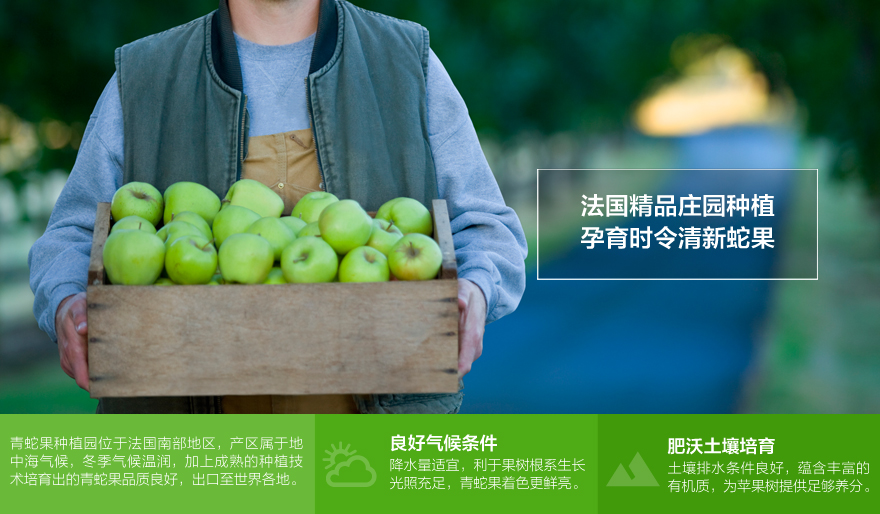 法国精品庄园种植
孕育时令清新蛇果
青蛇果种植园位于法国南部地区，产区属于地
中海气候，冬季气候温润，加上成熟的种植技
术培育出的青蛇果品质良好，出口至世界各地。
良好气候条件
降水量适宜，利于果树根系生长
光照充足，青蛇果着色更鲜亮。
肥沃土壤培育
土壤排水条件良好，蕴含丰富的
有机质，为苹果树提供足够养分。